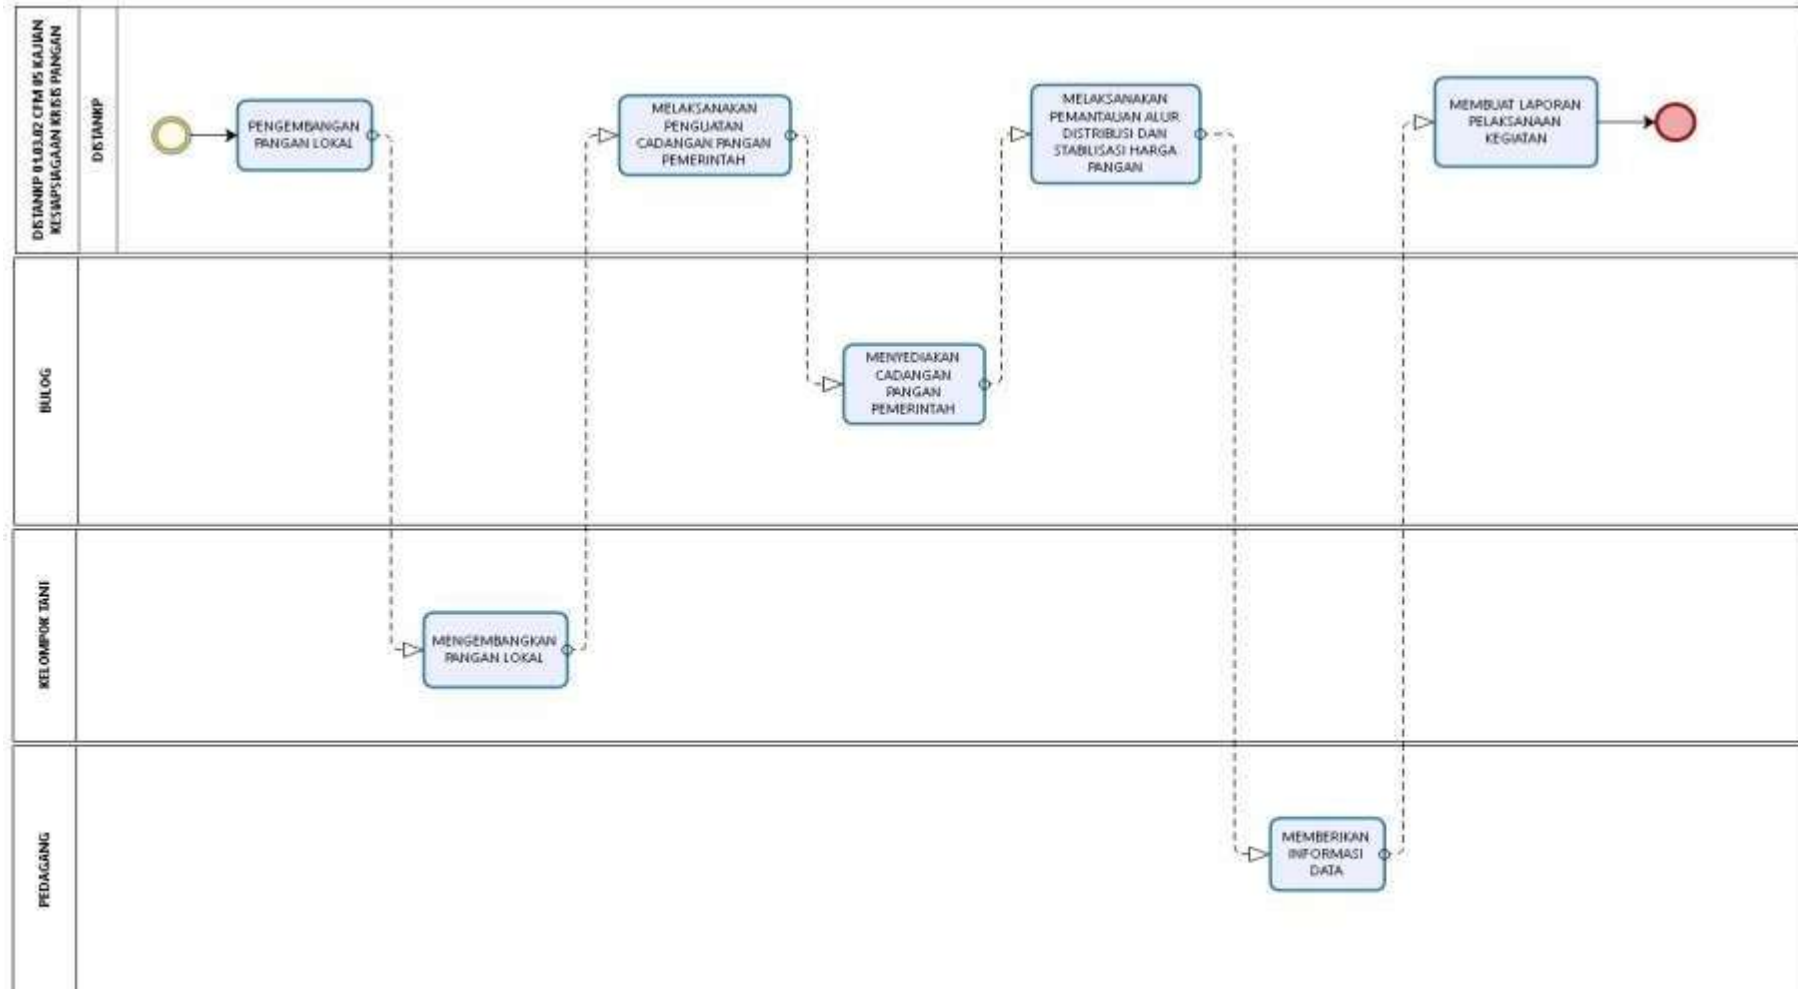 DISTANKP 01.03.02 CFM 05 KAJIAN
KESIAPSIAGAAN KRISIS PANGAN
DISTANKP
PENGEMBANGAN
PANGAN LOKAL
MELAKSANAKAN
PENGUATAN
CADANGAN PANGAN
PEMERINTAH
MELAKSANAKAN
PEMANTAUAN ALUR
DISTRIBUSI DAN
STABILISASI HARGA
PANGAN
MEMBUAT LAPORAN
PELAKSANAAN
KEGIATAN
BULOG
MENYEDIAKAN
CADANGAN
PANGAN
PEMERINTAH
KELOMPOK TANI
MENGEMBANGKAN
PANGAN LOKAL
PEDAGANG
MEMBERIKAN
INFORMASI
DATA